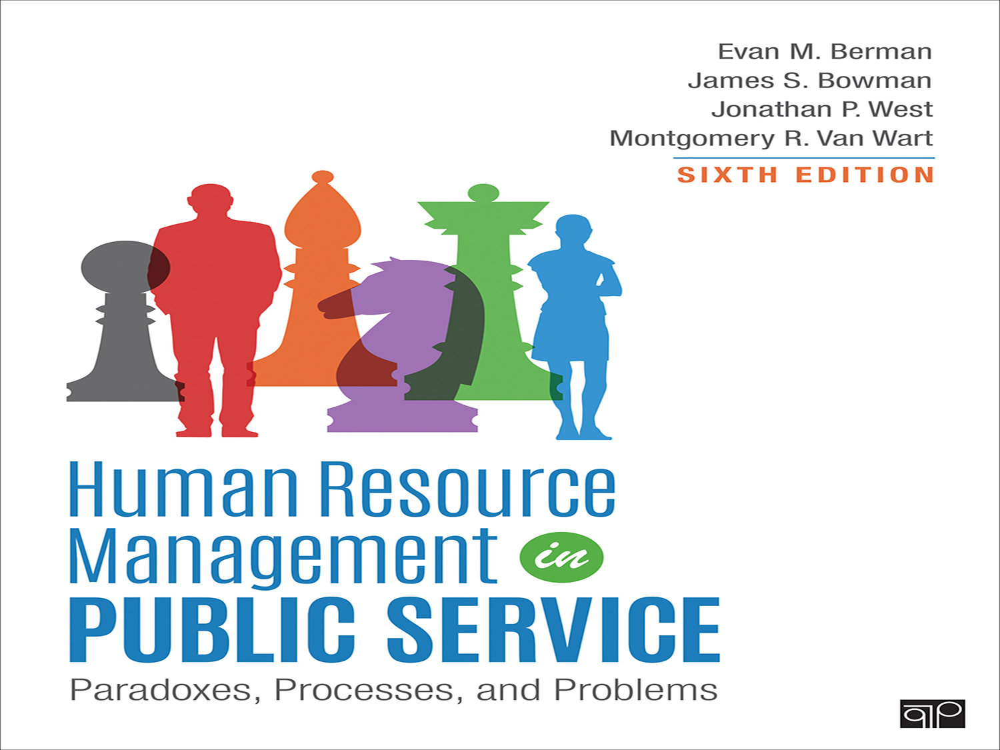 Evan M. Berman
James S. Bowman
Jonathan P. West
Montgomery R. Van Wart
SIXTH EDITION
Human Resource
Management in
PUBLIC SERVICE
Paradoxes, Processes, and Problems